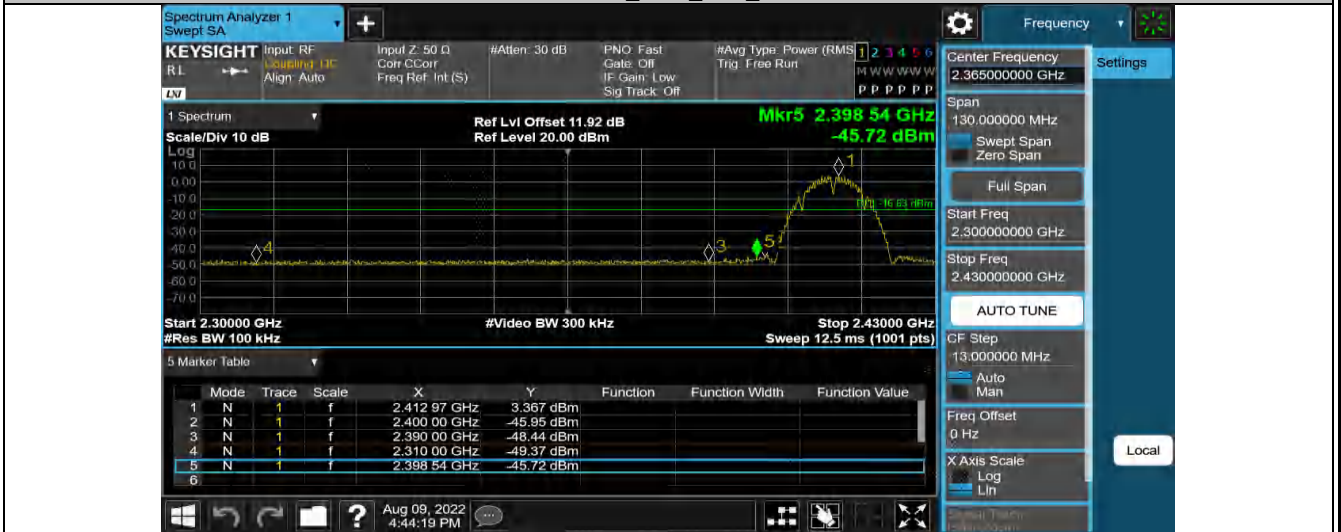 Spectrum Analyzer 1
Swept SA
+
Frequency
KEYSIGHT
RL
LXI
Input: RF
Coupling: DC
Align: Auto
Input Z: 50 Ω
Corr CCorr
Freq Ref: Int (S)
#Atten: 30 dB
PNO: Fast
Gate: Off
IF Gain: Low
Sig Track: Off
#Avg Type: Power (RMS
Trig: Free Run
1 2 3 4 5 6
M W W W W W
P P P P P P
Center Frequency
2.365000000 GHz
Settings
Span
130.000000 MHz
Swept Span
Zero Span
Full Span
Start Freq
2.300000000 GHz
Stop Freq
2.430000000 GHz
AUTO TUNE
CF Step
13.000000 MHz
Auto
Man
Freq Offset
0 Hz
X Axis Scale
Log
Lin
Local
1 Spectrum
Scale/Div 10 dB
Ref Lvl Offset 11.92 dB
Ref Level 20.00 dBm
Mkr5 2.398 54 GHz
-45.72 dBm
Log
10.0
0.00
-10.0
-20.0
-30.0
-40.0
-50.0
-60.0
-70.0
1
3
4
5
-16.63 dBm
Start 2.30000 GHz
#Res BW 100 kHz
#Video BW 300 kHz
Stop 2.43000 GHz
Sweep 12.5 ms (1001 pts)
5 Marker Table
Mode Trace Scale X Y Function Function Width Function Value
1 N 1 f 2.412 97 GHz 3.367 dBm
2 N 1 f 2.400 00 GHz -45.95 dBm
3 N 1 f 2.390 00 GHz -48.44 dBm
4 N 1 f 2.310 00 GHz -49.37 dBm
5 N 1 f 2.398 54 GHz -45.72 dBm
6
?
Aug 09, 2022
4:44:19 PM